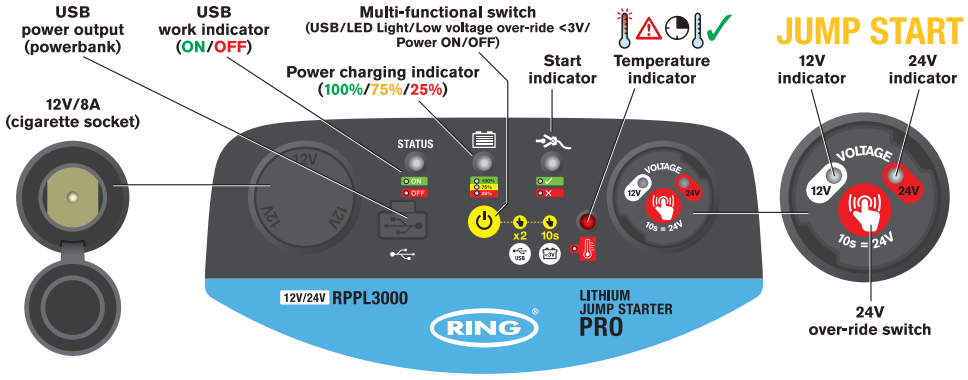 USB
power output
(powerbank)
USB
work indicator
(ON/OFF)
Multi-functional switch
(USB/LED Light/Low voltage over-ride <3V/
Power ON/OFF)
Power charging indicator
(100%/75%/25%)
Start
indicator
Temperature
indicator
JUMP START
12V
indicator
24V
indicator
12V/8A
(cigarette socket)
12V
12V
12V
STATUS
ON
OFF
100%
75%
25%
x2
10s
USB
<3V
VOLTAGE
12V
24V
10s = 24V
VOLTAGE
12V
24V
10s = 24V
12V/24V RPPL3000
RING
LITHIUM
JUMP STARTER
PRO
24V
over-ride switch